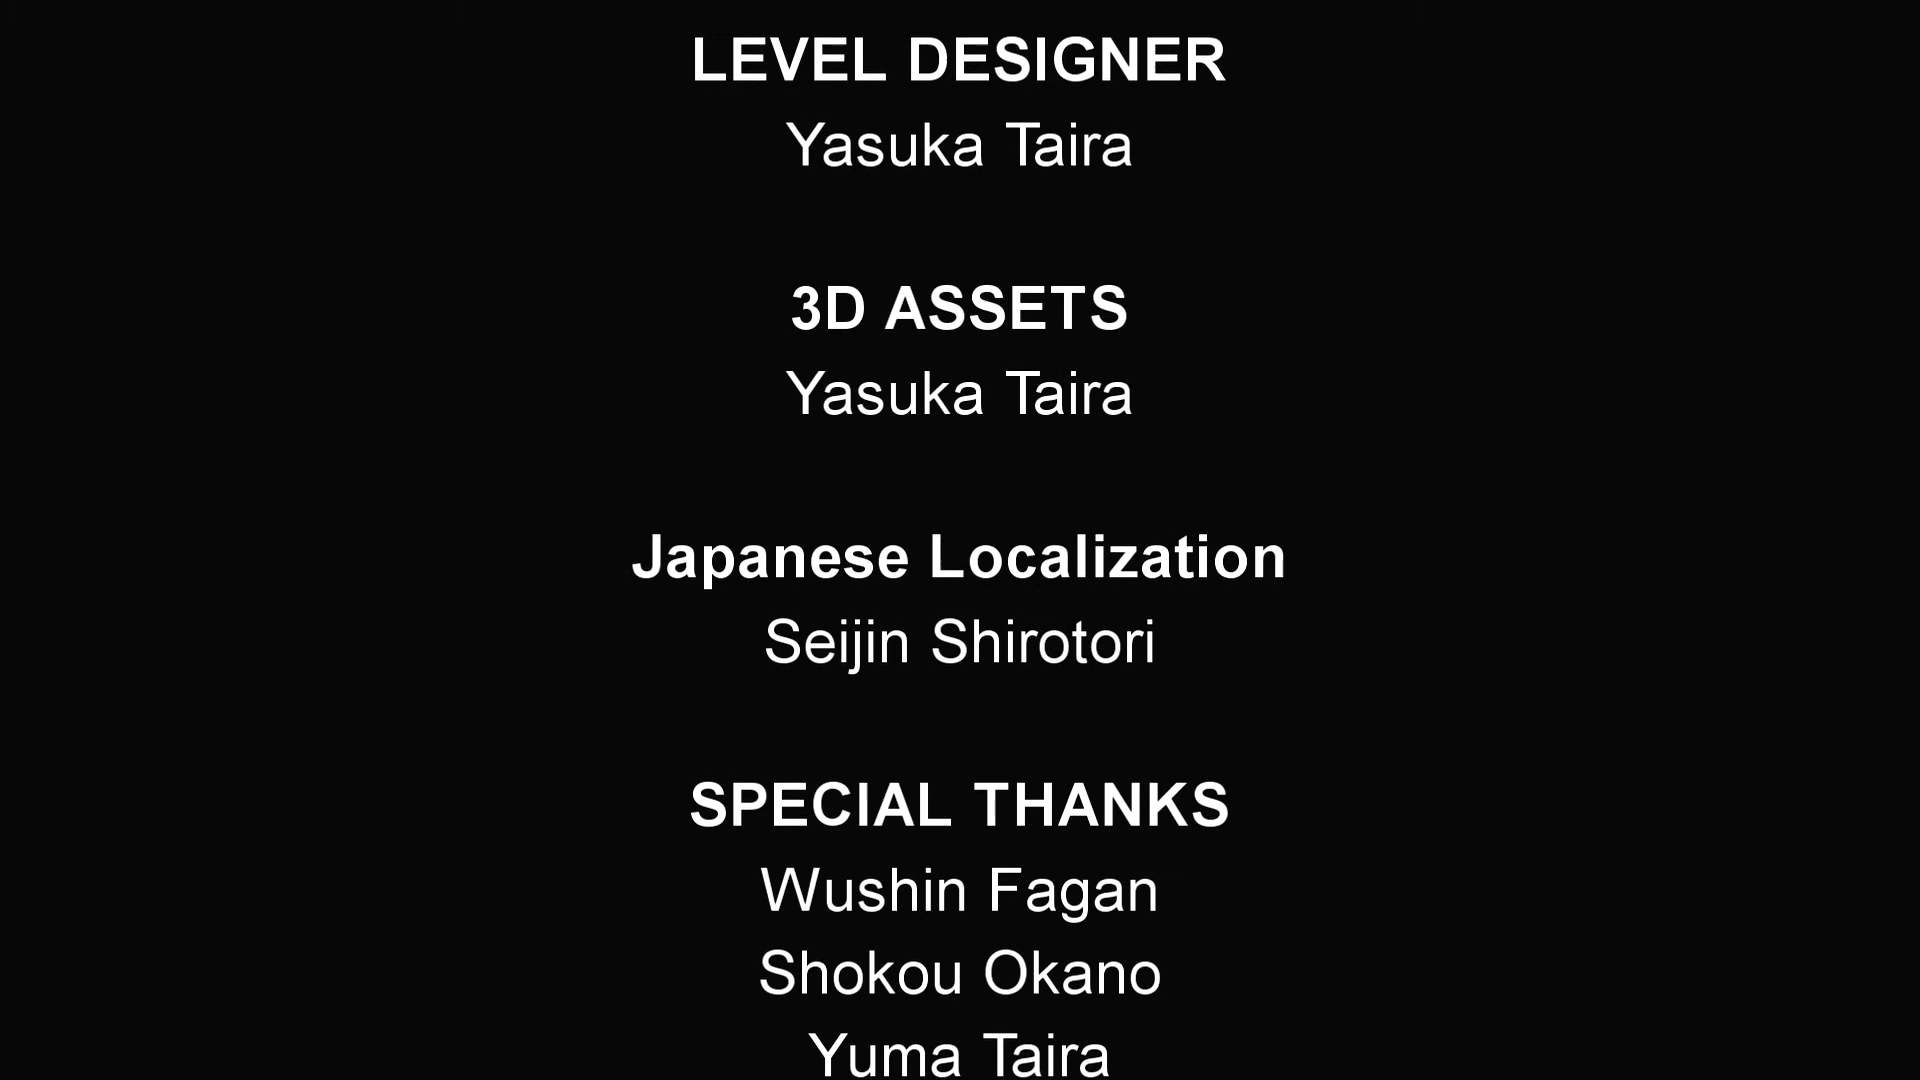 LEVEL DESIGNER
Yasuka Taira
3D ASSETS
Yasuka Taira
Japanese Localization
Seijin Shirotori
SPECIAL THANKS
Wushin Fagan
Shokou Okano
Yuma Taira